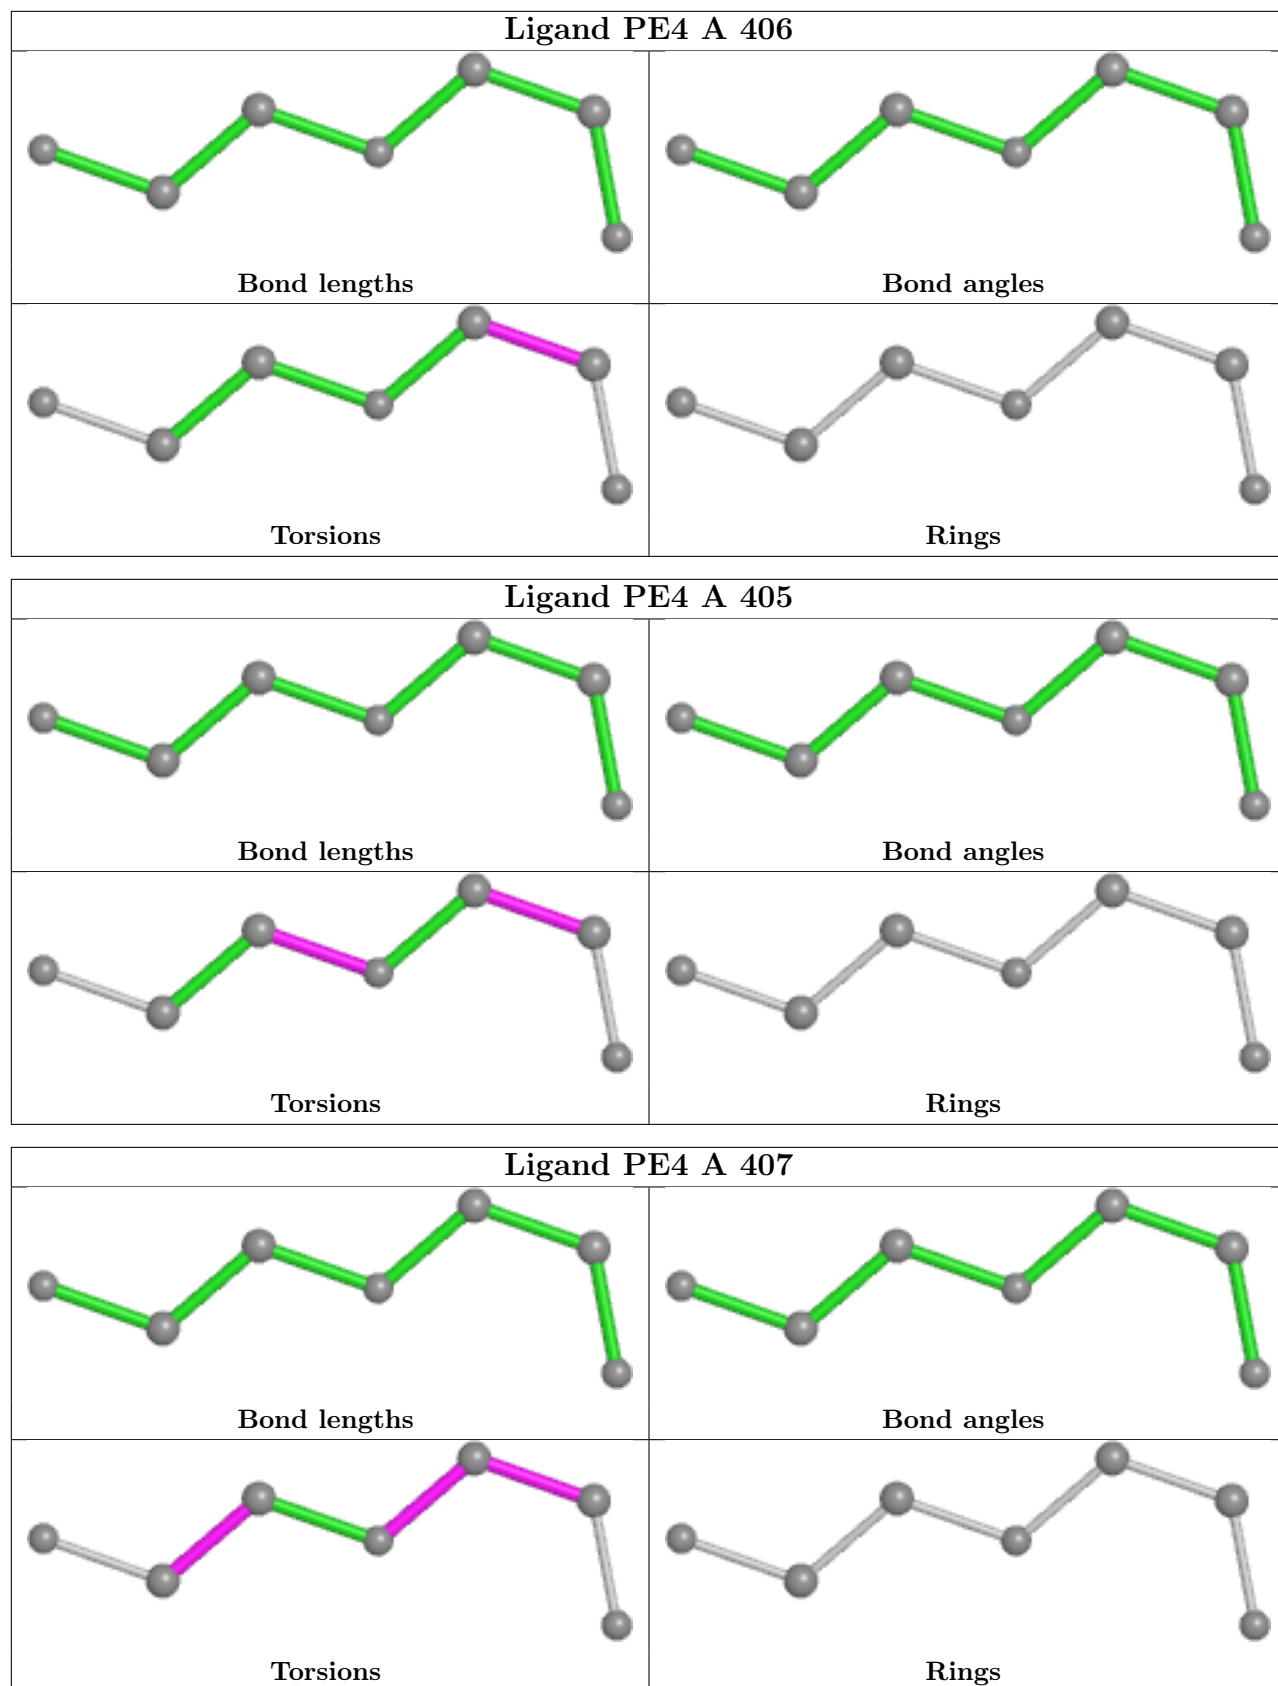 Ligand PE4 A 406
Bond lengths
Bond angles
Torsions
Rings
Ligand PE4 A 405
Bond lengths
Bond angles
Torsions
Rings
Ligand PE4 A 407
Bond lengths
Bond angles
Torsions
Rings